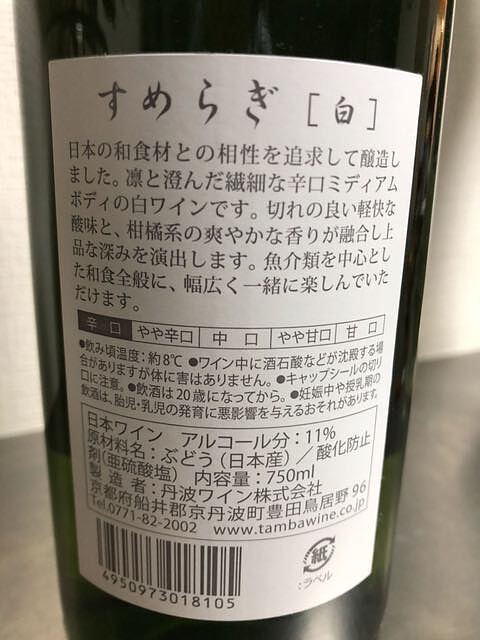 すめらぎ［白］
日本の和食材との相性を追求して醸造し
ました。凛と澄んだ繊細な辛口ミディアム
ボディの白ワインです。切れの良い軽快な
酸味と、柑橘系の爽やかな香りが融合し上
品な深みを演出します。魚介類を中心とし
た和食全般に、幅広く一緒に楽しんでいた
だけます。
辛口 やや辛口 中口 やや甘口 甘口
●飲み頃温度：約8℃ ●ワイン中に酒石酸などが沈殿する場
合がありますが体に害はありません。●キャップシールの切り
口に注意。●飲酒は20歳になってから。●妊娠中や授乳期の
飲酒は、胎児・乳児の発育に悪影響を与えるおそれがあります。
日本ワイン アルコール分：11%
原材料名：ぶどう（日本産）／酸化防止
剤（亜硫酸塩） 内容量：750ml
製造者：丹波ワイン株式会社
京都府船井郡京丹波町豊田鳥居野96
Tel.0771-82-2002 www.tambawine.co.jp
4950973018105
紙
：ラベル